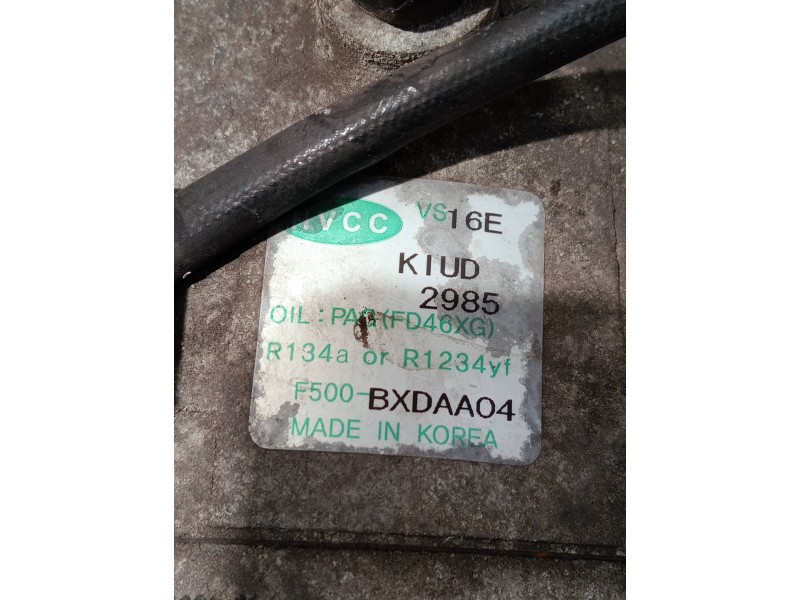 VCC VS16E
KIUD
2985
OIL : PAG(FD46XG)
R134a or R1234yf
F500-BXDAA04
MADE IN KOREA